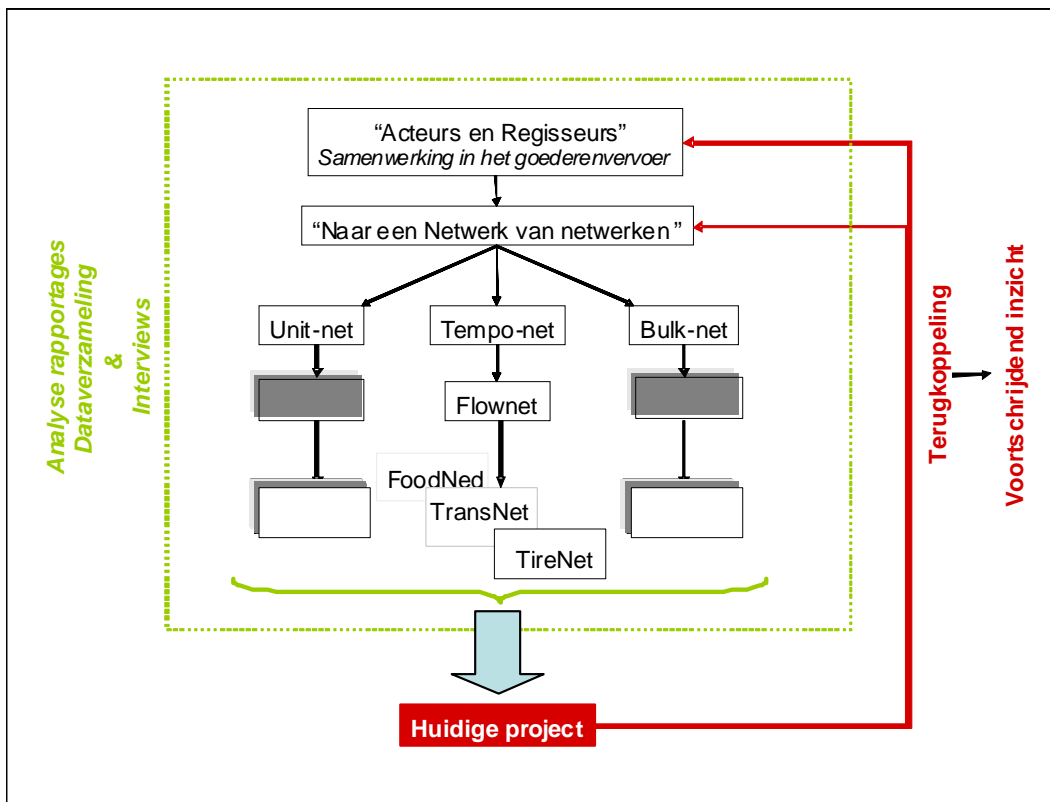 “Acteurs en Regisseurs”
Samenwerking in het goederenvervoer
“Naar een Netwerk van netwerken”
Unit-net
Tempo-net
Bulk-net
Flownet
FoodNed
TransNet
TireNet
Huidige project
Analyse rapportages
Dataverzameling
&
Interviews
Terugkoppeling
Voortschrijdend inzicht